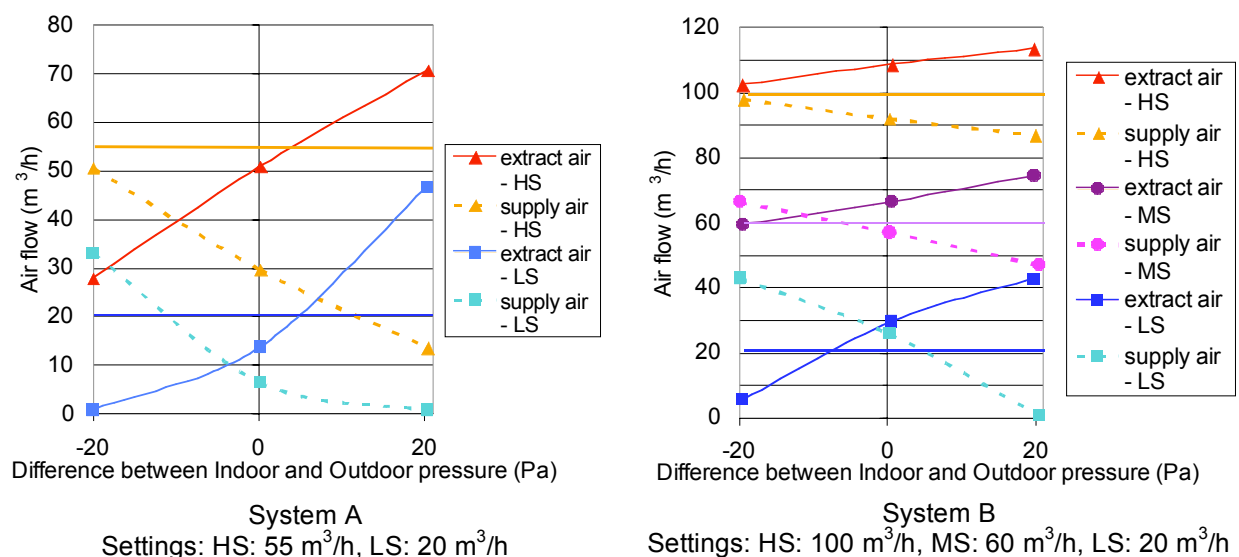 80
70
60
50
40
30
20
10
0
Air flow (m³/h)
-20 0 20
Difference between Indoor and Outdoor pressure (Pa)
extract air
- HS
supply air
- HS
extract air
- LS
supply air
- LS
System A
Settings: HS: 55 m³/h, LS: 20 m³/h
120
100
80
60
40
20
0
Air flow (m³/h)
-20 0 20
Difference between Indoor and Outdoor pressure (Pa)
extract air
- HS
supply air
- HS
extract air
- MS
supply air
- MS
extract air
- LS
supply air
- LS
System B
Settings: HS: 100 m³/h, MS: 60 m³/h, LS: 20 m³/h